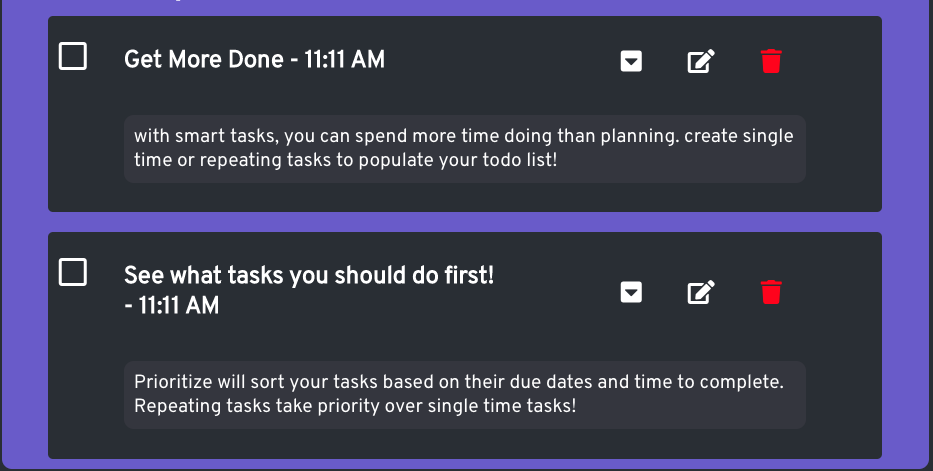 Get More Done - 11:11 AM
with smart tasks, you can spend more time doing than planning. create single
time or repeating tasks to populate your todo list!
See what tasks you should do first!
- 11:11 AM
Prioritize will sort your tasks based on their due dates and time to complete.
Repeating tasks take priority over single time tasks!